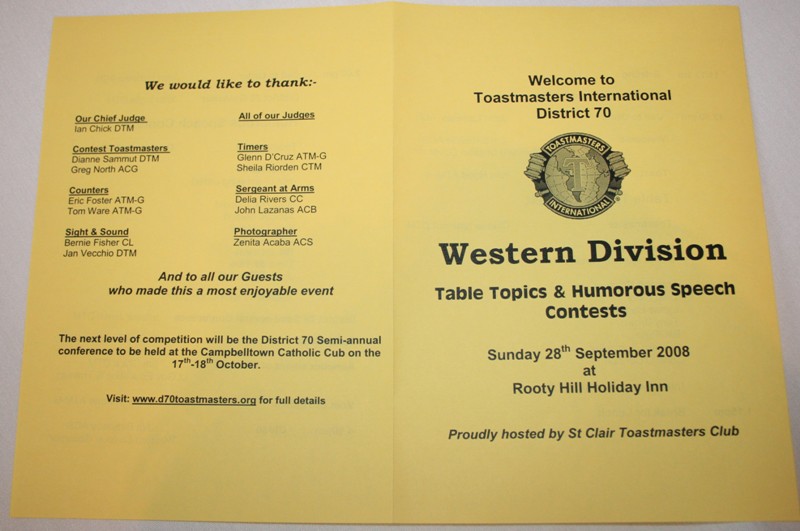 We would like to thank:-
Our Chief Judge
Ian Chick DTM
All of our Judges
Contest Toastmasters
Dianne Sammut DTM
Greg North ACG
Timers
Glenn D'Cruz ATM-G
Sheila Riorden CTM
Counters
Eric Foster ATM-G
Tom Ware ATM-G
Sergeant at Arms
Delia Rivers CC
John Lazanas ACB
Sight & Sound
Bernie Fisher CL
Jan Vecchio DTM
Photographer
Zenita Acaba ACS
And to all our Guests
who made this a most enjoyable event
The next level of competition will be the District 70 Semi-annual
conference to be held at the Campbelltown Catholic Cub on the
17th-18th October.
Visit: www.d70toastmasters.org for full details
Welcome to
Toastmasters International
District 70
TOASTMASTERS
INTERNATIONAL
Western Division
Table Topics & Humorous Speech
Contests
Sunday 28th September 2008
at
Rooty Hill Holiday Inn
Proudly hosted by St Clair Toastmasters Club